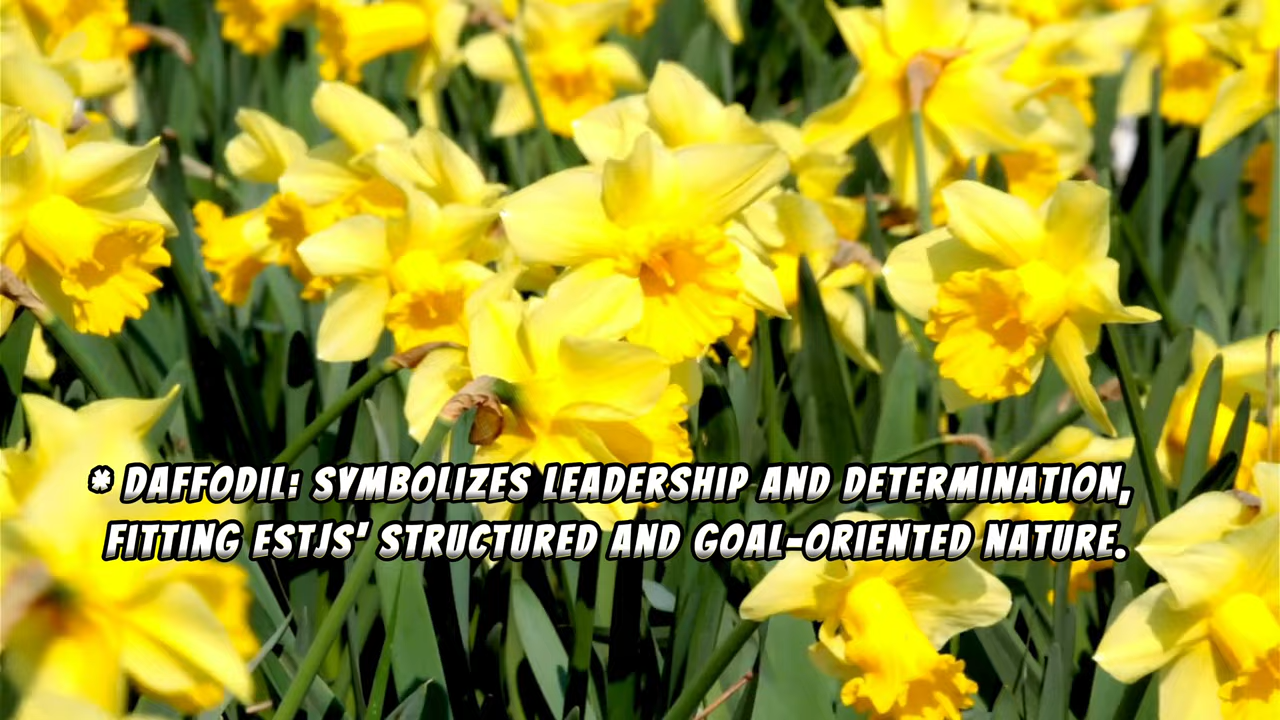 * DAFFODIL: SYMBOLIZES LEADERSHIP AND DETERMINATION,
FITTING ESTJS' STRUCTURED AND GOAL-ORIENTED NATURE.